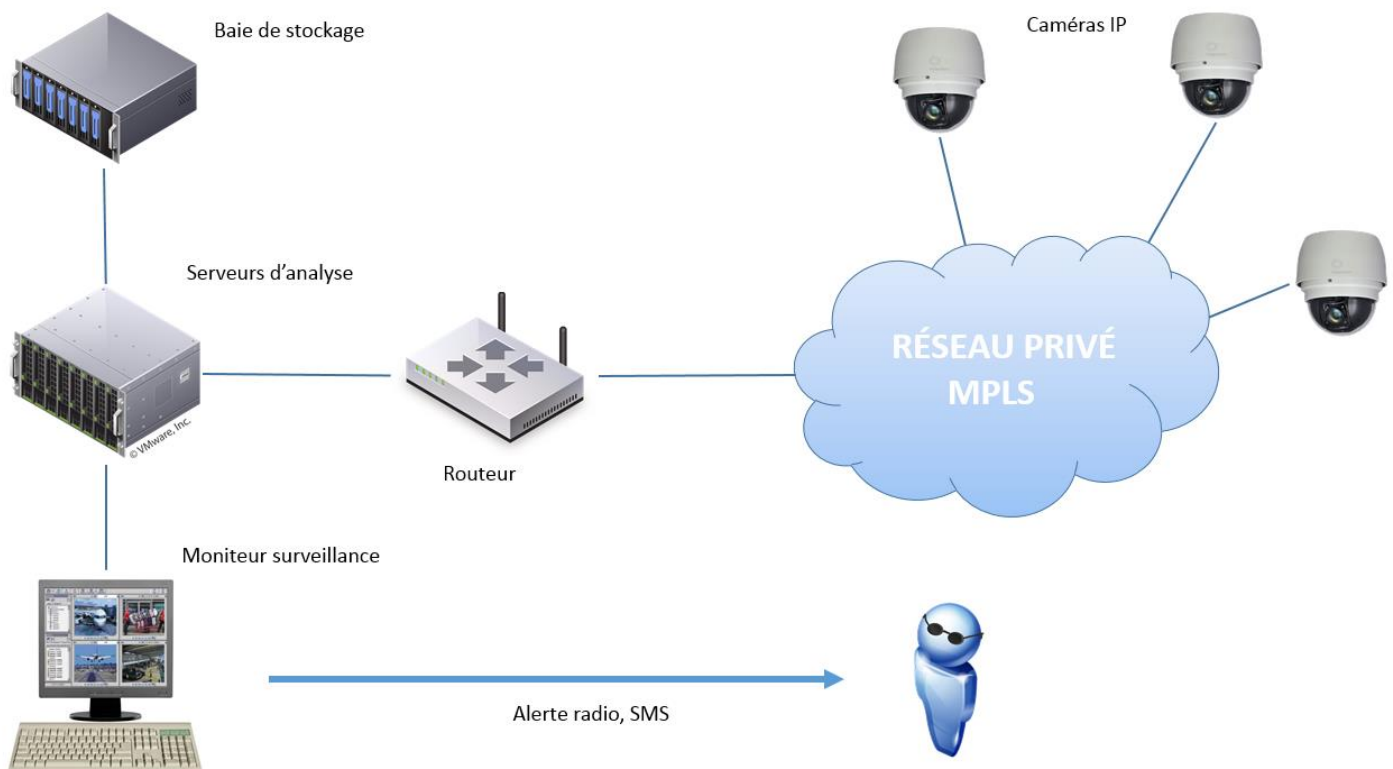 Baie de stockage
Caméras IP
Serveurs d’analyse
RÉSEAU PRIVÉ
MPLS
© VMware, Inc.
Routeur
Moniteur surveillance
Alerte radio, SMS